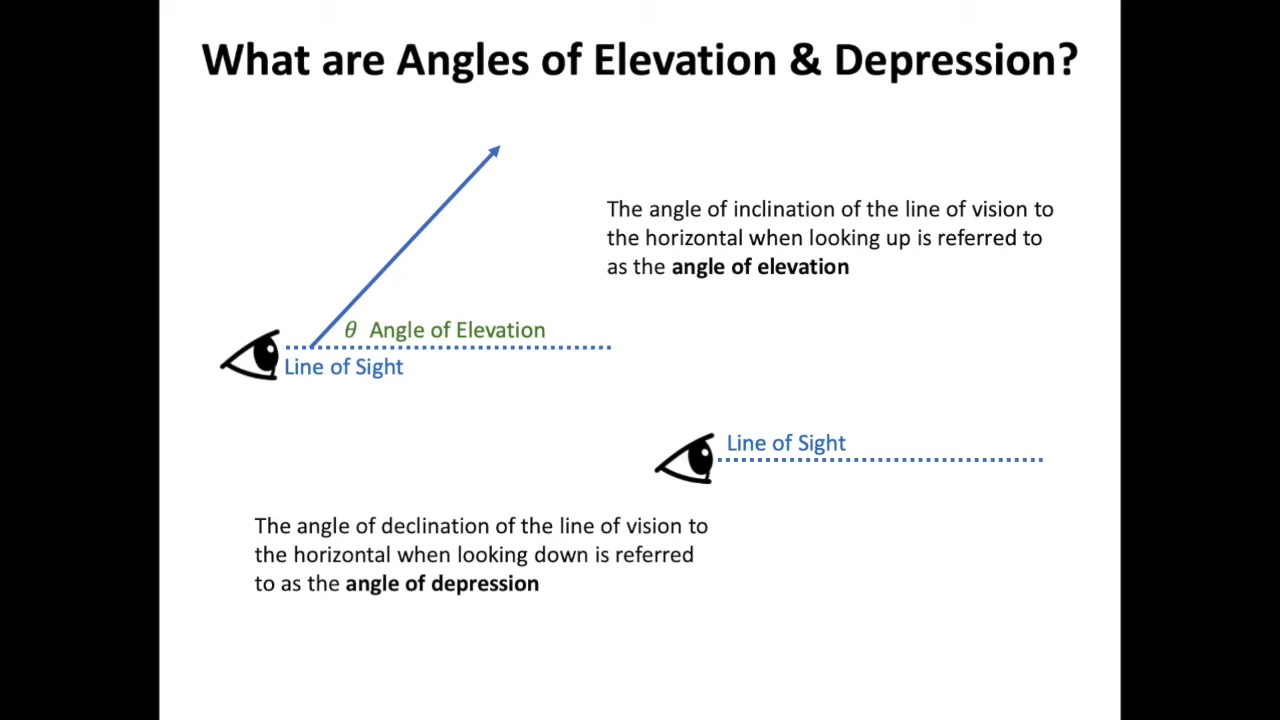 What are Angles of Elevation & Depression?
The angle of inclination of the line of vision to
the horizontal when looking up is referred to
as the angle of elevation
θ Angle of Elevation
Line of Sight
Line of Sight
The angle of declination of the line of vision to
the horizontal when looking down is referred
to as the angle of depression